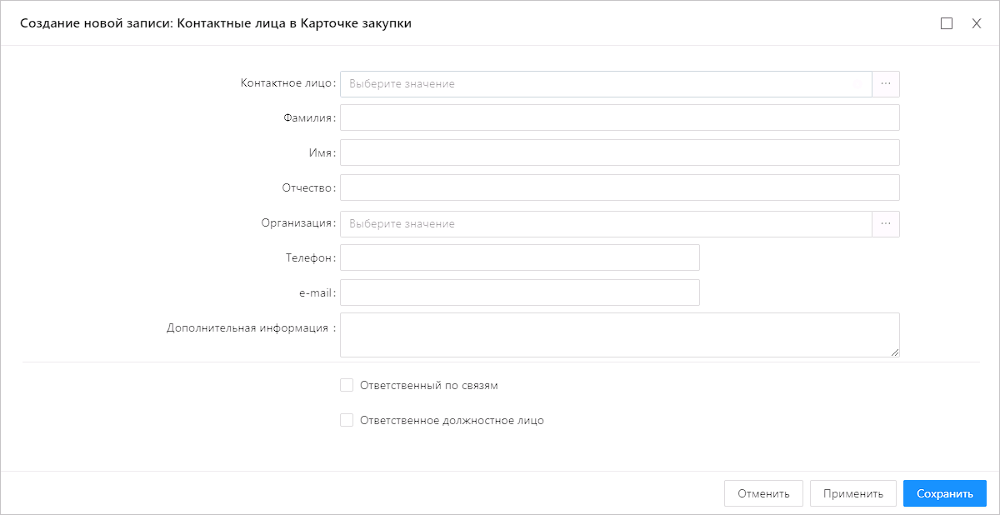 Создание новой записи: Контактные лица в Карточке закупки
Контактное лицо: Выберите значение ...
Фамилия:
Имя:
Отчество:
Организация: Выберите значение ...
Телефон:
e-mail:
Дополнительная информация :
Ответственный по связям
Ответственное должностное лицо
Отменить Применить Сохранить